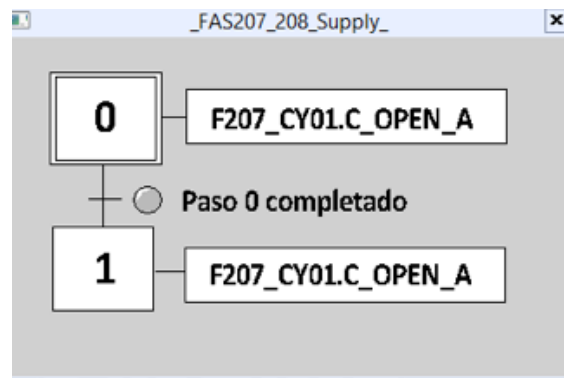 _FAS207_208_Supply_
0
F207_CY01.C_OPEN_A
Paso 0 completado
1
F207_CY01.C_OPEN_A